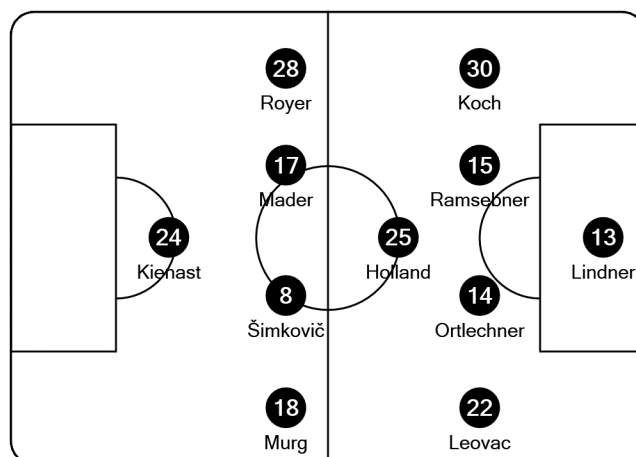 28
Royer
30
Koch
17
Mader
15
Ramsebner
24
Kienast
25
Holland
13
Lindner
8
Šimkovič
14
Ortlechner
18
Murg
22
Leovac